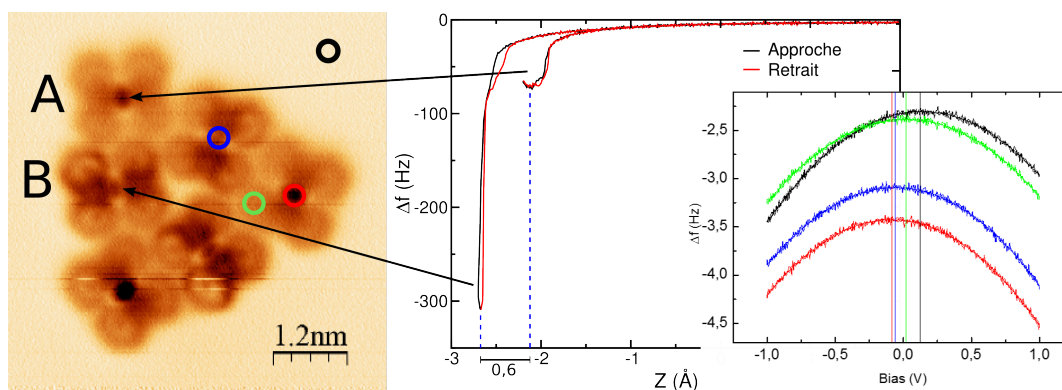 A
B
1.2nm
0
-100
-200
-300
Δf (Hz)
-3
-2
-1
0,6
Z (Å)
Approche
Retrait
-2,5
-3,0
-3,5
-4,0
-4,5
Δf (Hz)
-1,0
-0,5
0,0
0,5
1,0
Bias (V)